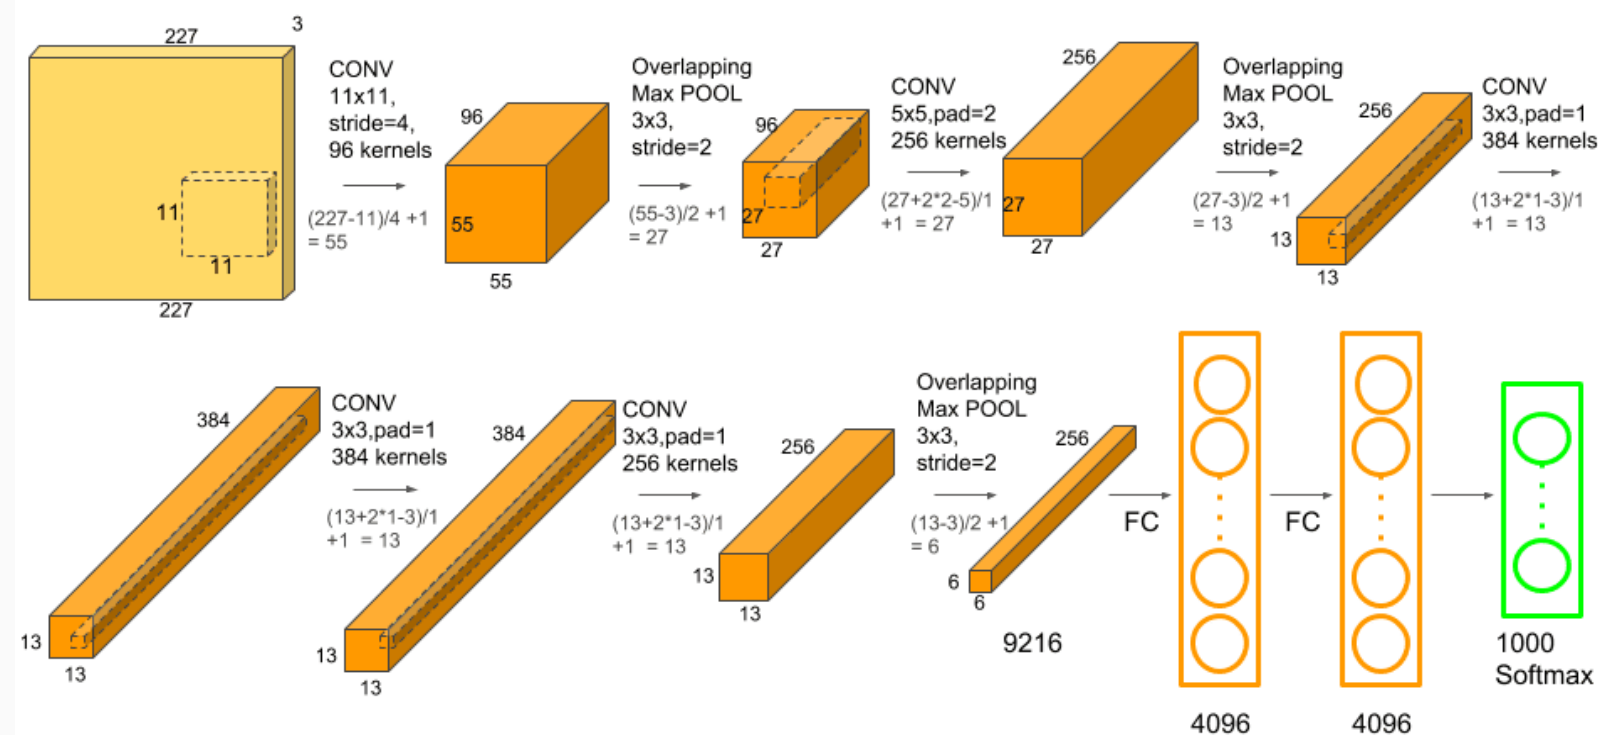 227
3
11
11
227
CONV
11x11,
stride=4,
96 kernels
(227-11)/4 +1
= 55
96
55
55
Overlapping
Max POOL
3x3,
stride=2
(55-3)/2 +1
= 27
96
27
27
CONV
5x5,pad=2
256 kernels
(27+2*2-5)/1
+1 = 27
256
27
27
Overlapping
Max POOL
3x3,
stride=2
(27-3)/2 +1
= 13
256
13
13
CONV
3x3,pad=1
384 kernels
(13+2*1-3)/1
+1 = 13
384
13
13
CONV
3x3,pad=1
384 kernels
(13+2*1-3)/1
+1 = 13
384
13
13
CONV
3x3,pad=1
256 kernels
(13+2*1-3)/1
+1 = 13
256
13
13
Overlapping
Max POOL
3x3,
stride=2
(13-3)/2 +1
= 6
256
6
6
9216
FC
4096
FC
4096
1000
Softmax